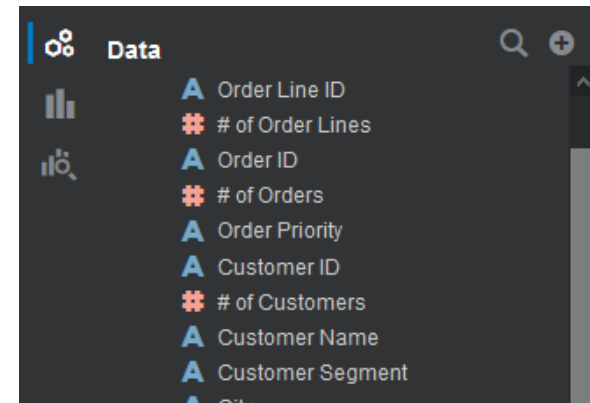 Data
A Order Line ID
# # of Order Lines
A Order ID
# # of Orders
A Order Priority
A Customer ID
# # of Customers
A Customer Name
A Customer Segment